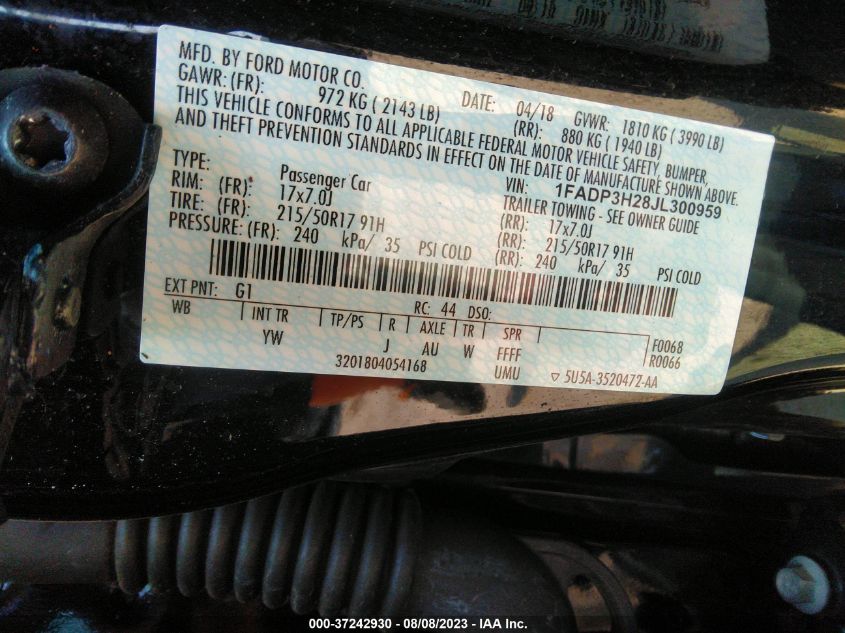 MFD. BY FORD MOTOR CO.
DATE: 04/18 GVWR: 1810 KG ( 3990 LB)
GAWR: (FR): 972 KG ( 2143 LB) (RR): 880 KG ( 1940 LB)
THIS VEHICLE CONFORMS TO ALL APPLICABLE FEDERAL MOTOR VEHICLE SAFETY, BUMPER,
AND THEFT PREVENTION STANDARDS IN EFFECT ON THE DATE OF MANUFACTURE SHOWN ABOVE.
VIN: 1FADP3H28JL300959
TYPE: Passenger Car TRAILER TOWING - SEE OWNER GUIDE
RIM: (FR): 17x7.0J (RR): 17x7.0J
TIRE: (FR): 215/50R17 91H (RR): 215/50R17 91H
PRESSURE: (FR): 240 kPa/ 35 PSI COLD (RR): 240 kPa/ 35 PSI COLD
EXT PNT: G1 RC: 44 DSO:
WB INT TR TP/PS R AXLE TR SPR F0068
YW J AU W FFFF R0066
3201804054168 UMU ▽ 5U5A-3520472-AA
000-37242930 - 08/08/2023 - IAA Inc.